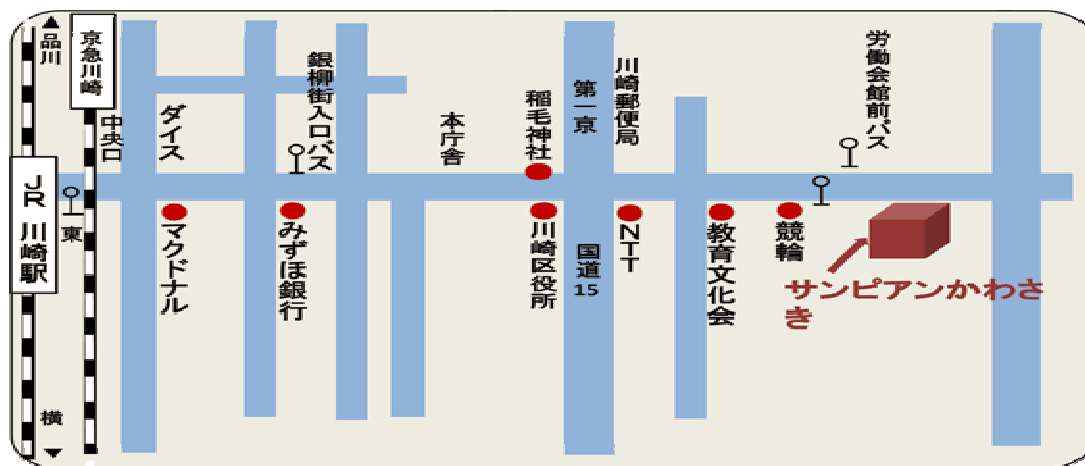 品川
京急川崎
中央口
ダイス
銀柳街入口バス
本庁舎
稲毛神社
第一京
川崎郵便局
労働会館前バス
JR 川崎駅
東
マクドナル
みずほ銀行
川崎区役所
国道
15
NTT
教育文化会
競輪
サンピアンかわさ
き
横